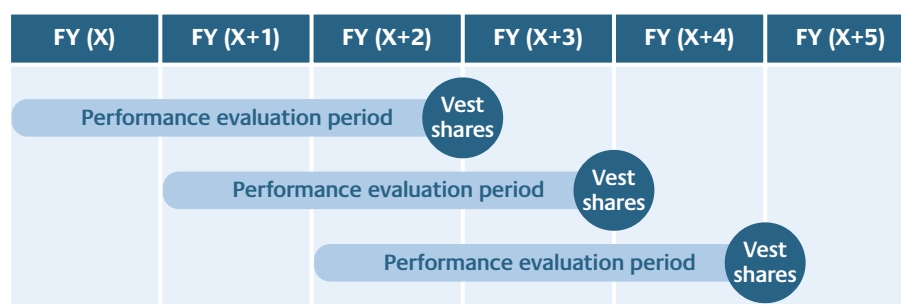 FY (X) FY (X+1) FY (X+2) FY (X+3) FY (X+4) FY (X+5)
Performance evaluation period
Vest
shares
Performance evaluation period
Vest
shares
Performance evaluation period
Vest
shares